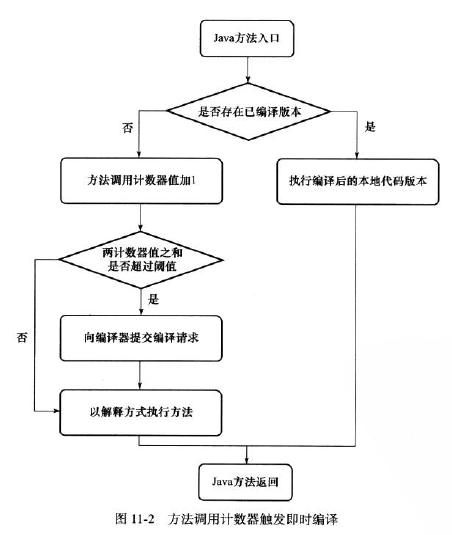 Java方法入口
是否存在已编译版本
否
是
方法调用计数器值加1
执行编译后的本地代码版本
两计数器值之和
是否超过阈值
是
否
向编译器提交编译请求
以解释方式执行方法
Java方法返回
图 11-2 方法调用计数器触发即时编译